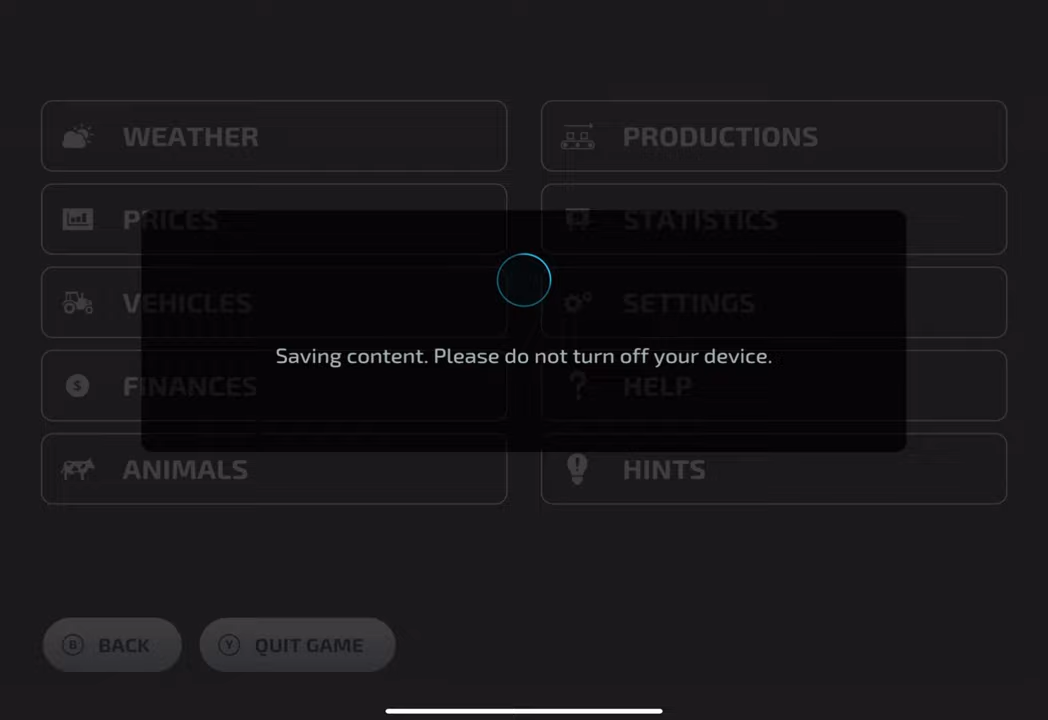 WEATHER
PRODUCTIONS
PRICES
STATISTICS
VEHICLES
SETTINGS
Saving content. Please do not turn off your device.
FINANCES
HELP
ANIMALS
HINTS
B BACK
Y QUIT GAME